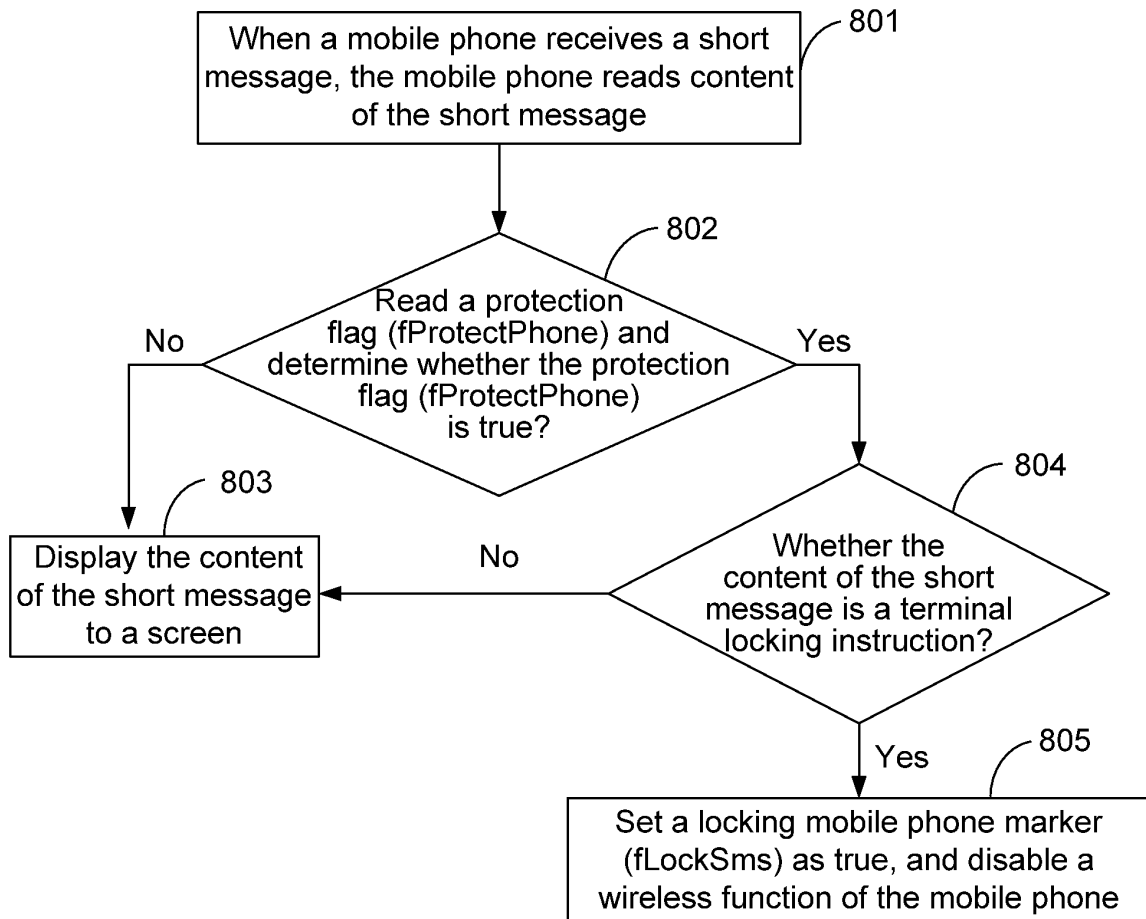 When a mobile phone receives a short
message, the mobile phone reads content
of the short message
801
802
Read a protection
flag (fProtectPhone) and
determine whether the protection
flag (fProtectPhone)
is true?
No
Yes
803
Display the content
of the short message
to a screen
804
Whether the
content of the short
message is a terminal
locking instruction?
No
Yes
805
Set a locking mobile phone marker
(fLockSms) as true, and disable a
wireless function of the mobile phone